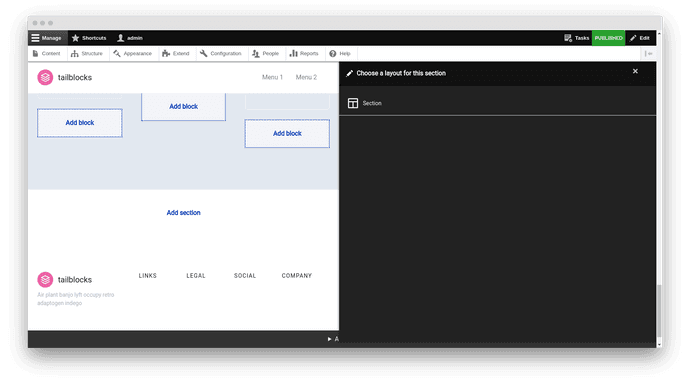 Manage Shortcuts admin Tasks PUBLISHED Edit
Content Structure Appearance Extend Configuration People Reports Help
tailblocks Menu 1 Menu 2
Choose a layout for this section
Section
Add block
Add block
Add block
Add section
tailblocks
LINKS LEGAL SOCIAL COMPANY
Air plant banjo lyft occupy retro
adaptogen indego